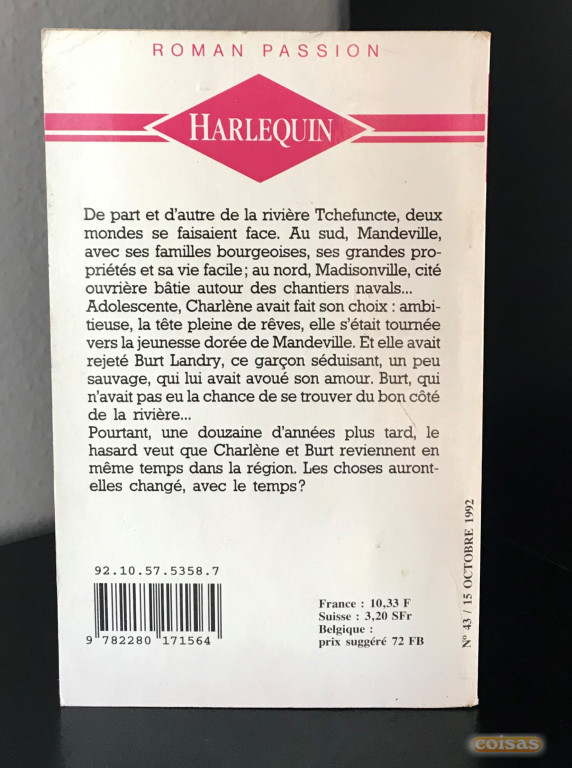 ROMAN PASSION
HARLEQUIN
De part et d'autre de la rivière Tchefuncte, deux
mondes se faisaient face. Au sud, Mandeville,
avec ses familles bourgeoises, ses grandes pro-
priétés et sa vie facile ; au nord, Madisonville, cité
ouvrière bâtie autour des chantiers navals...
Adolescente, Charlène avait fait son choix : ambi-
tieuse, la tête pleine de rêves, elle s'était tournée
vers la jeunesse dorée de Mandeville. Et elle avait
rejeté Burt Landry, ce garçon séduisant, un peu
sauvage, qui lui avait avoué son amour. Burt, qui
n'avait pas eu la chance de se trouver du bon côté
de la rivière...
Pourtant, une douzaine d'années plus tard, le
hasard veut que Charlène et Burt reviennent en
même temps dans la région. Les choses auront-
elles changé, avec le temps ?
92.10.57.5358.7
9 782280 171564
France : 10,33 F
Suisse : 3,20 SFr
Belgique :
prix suggéré 72 FB
N° 43 / 15 OCTOBRE 1992
coisas